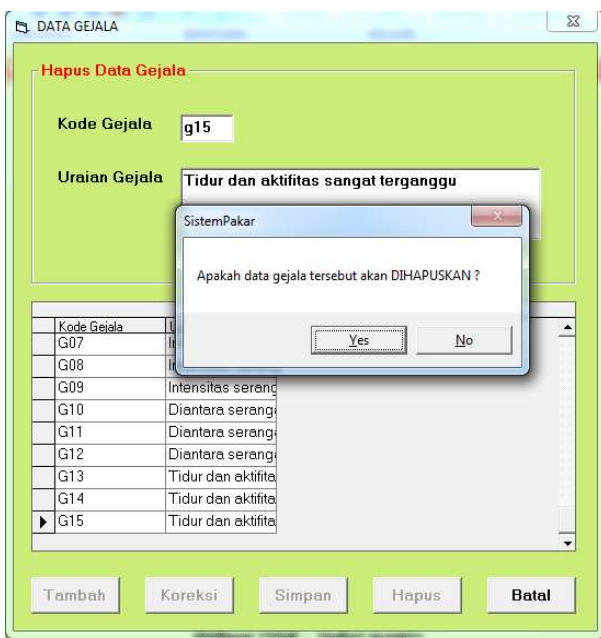 DATA GEJALA
Hapus Data Gejala
Kode Gejala g15
Uraian Gejala Tidur dan aktifitas sangat terganggu
SistemPakar
Apakah data gejala tersebut akan DIHAPUSKAN ?
Yes No
Kode Gejala
G07
G08
G09 Intensitas serang
G10 Diantara serang
G11 Diantara serang
G12 Diantara serang
G13 Tidur dan aktifita
G14 Tidur dan aktifita
G15 Tidur dan aktifita
Tambah Koreksi Simpan Hapus Batal